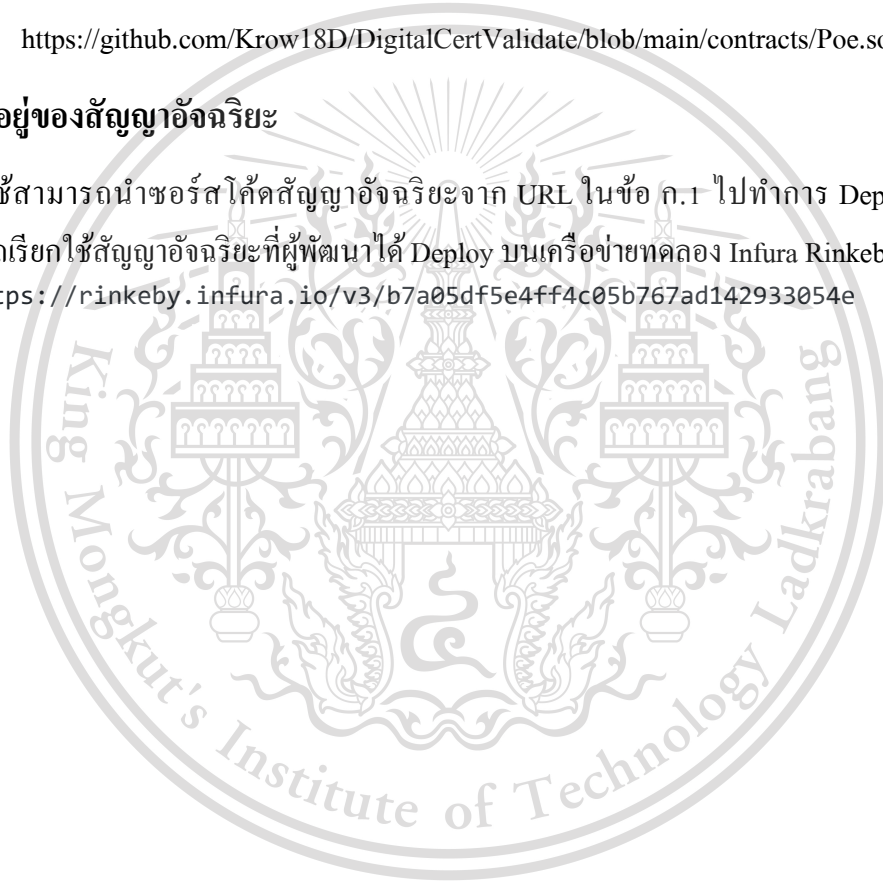 https://github.com/Krow18D/DigitalCertValidate/blob/main/contracts/Poe.so
อยู่ของสัญญาอัจฉริยะ
ช้สามารถนำซอร์สโค้ดสัญญาอัจฉริยะจาก URL ในข้อ ก.1 ไปทำการ Dep
เรียกใช้สัญญาอัจฉริยะที่ผู้พัฒนาได้ Deploy บนเครือข่ายทดลอง Infura Rinkeb
tps://rinkeby.infura.io/v3/b7a05df5e4ff4c05b767ad142933054e
King Mongkut's Institute of Technology Ladkrabang